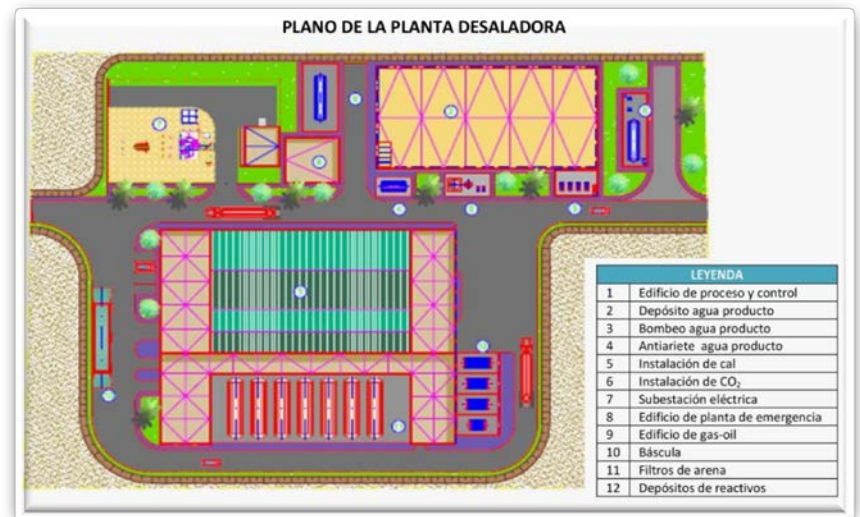 PLANO DE LA PLANTA DESALADORA
LEYENDA
1 Edificio de proceso y control
2 Depósito agua producto
3 Bombeo agua producto
4 Antiariete agua producto
5 Instalación de cal
6 Instalación de CO₂
7 Subestación eléctrica
8 Edificio de planta de emergencia
9 Edificio de gas-oil
10 Báscula
11 Filtros de arena
12 Depósitos de reactivos